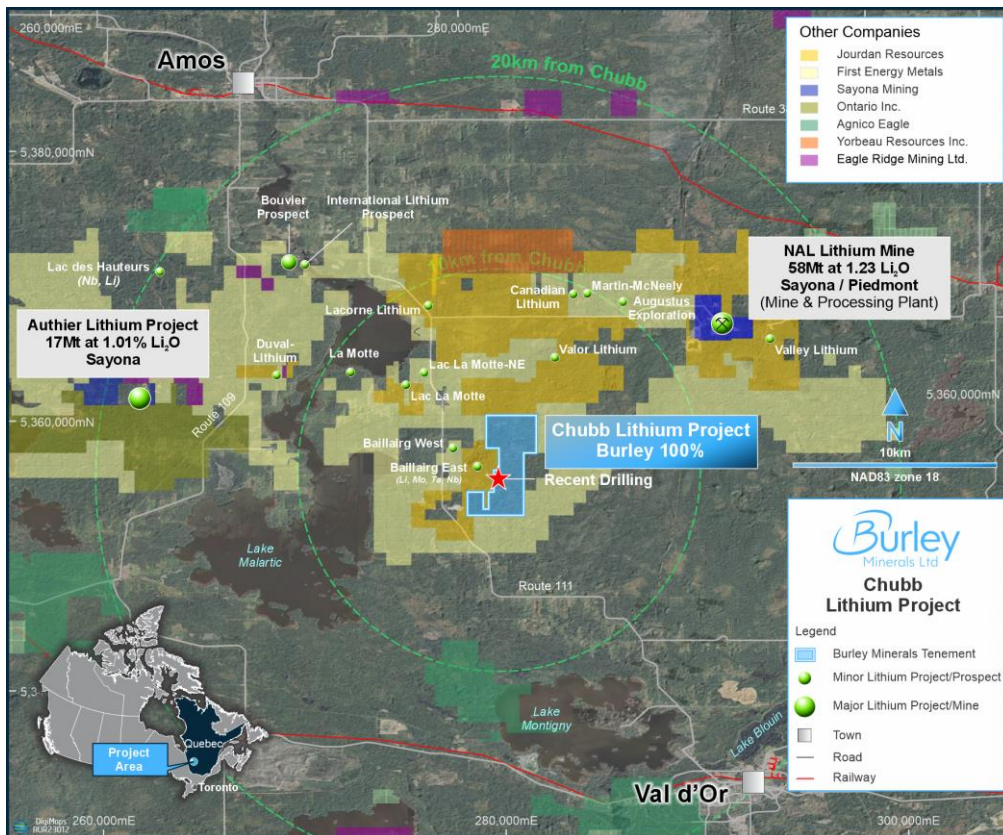 260,000mE
280,000mE
Amos
20km from Chubb
Route 3
Other Companies
Jourdan Resources
First Energy Metals
Sayona Mining
Ontario Inc.
Agnico Eagle
Yorbeau Resources Inc.
Eagle Ridge Mining Ltd.
5,380,000mN
Bouvier
Prospect
International Lithium
Prospect
Lac des Hauteurs
(Nb, Li)
10km from Chubb
Canadian
Lithium
Martin-McNeely
Augustus
Exploration
Lacorne Lithium
NAL Lithium Mine
58Mt at 1.23 Li₂O
Sayona / Piedmont
(Mine & Processing Plant)
Authier Lithium Project
17Mt at 1.01% Li₂O
Sayona
Duval-
Lithium
La Motte
Lac La Motte-NE
Lac La Motte
Valor Lithium
Valley Lithium
Route 109
5,360,000mN
5,360,000mN
Baillairg West
Baillairg East
(Li, Mo, Ta, Nb)
Chubb Lithium Project
Burley 100%
Recent Drilling
N
10km
NAD83 zone 18
Lake
Malartic
Route 111
Burley
Minerals Ltd
Chubb
Lithium Project
Legend
Burley Minerals Tenement
Minor Lithium Project/Prospect
Major Lithium Project/Mine
Town
Road
Railway
5,3
Quebec
Project
Area
Toronto
Lake
Montigny
Lake Blouin
Val d'Or
DigiMaps
BUR23012
260,000mE
280,000mE
300,000mE